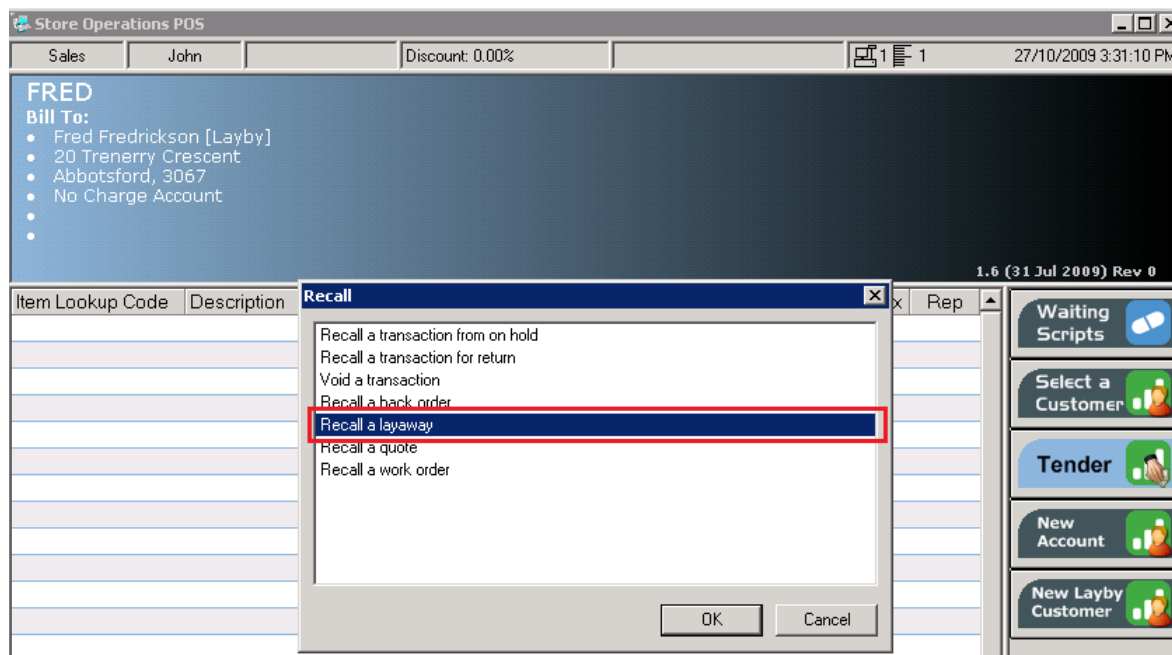 Store Operations POS
Sales John Discount: 0.00% 1 1 27/10/2009 3:31:10 PM
FRED
Bill To:
Fred Fredrickson [Layby]
20 Trenerry Crescent
Abbotsford, 3067
No Charge Account
1.6 (31 Jul 2009) Rev 0
Item Lookup Code Description Rep
Recall
Recall a transaction from on hold
Recall a transaction for return
Void a transaction
Recall a back order
Recall a layaway
Recall a quote
Recall a work order
OK Cancel
Waiting
Scripts
Select a
Customer
Tender
New
Account
New Layby
Customer